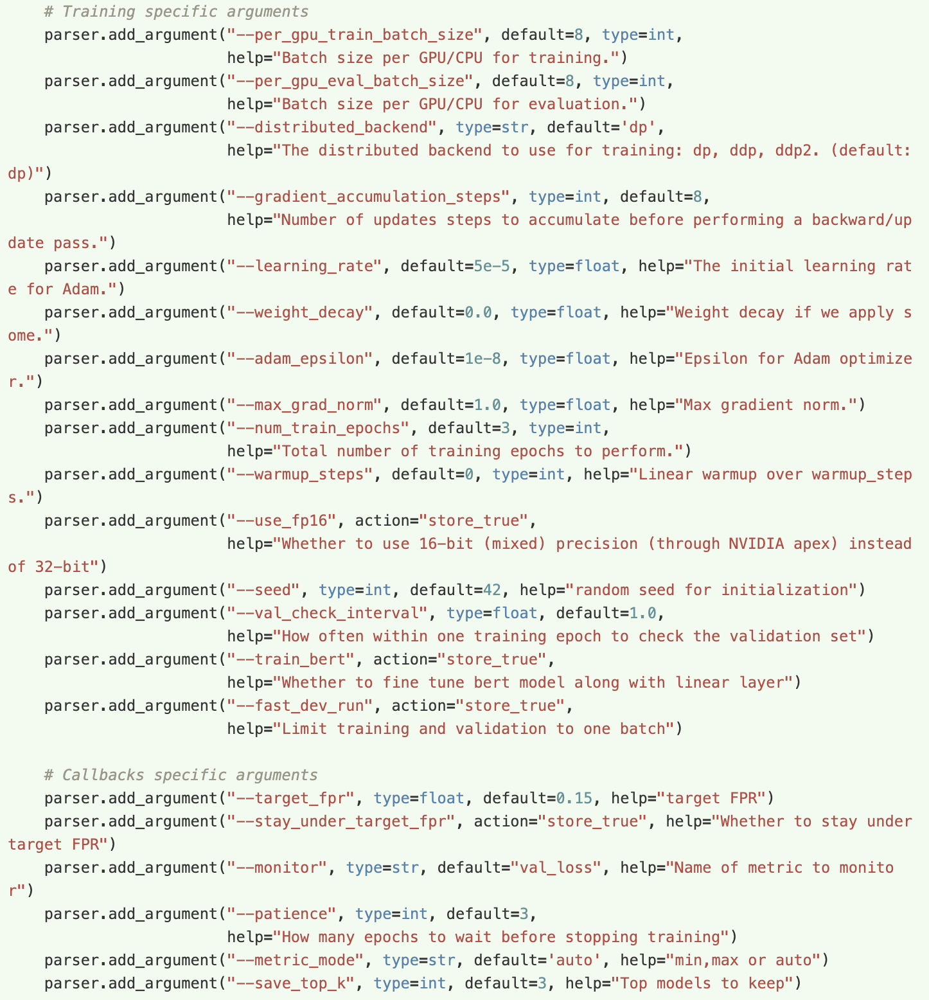 # Training specific arguments
    parser.add_argument("--per_gpu_train_batch_size", default=8, type=int,
                        help="Batch size per GPU/CPU for training.")
    parser.add_argument("--per_gpu_eval_batch_size", default=8, type=int,
                        help="Batch size per GPU/CPU for evaluation.")
    parser.add_argument("--distributed_backend", type=str, default='dp',
                        help="The distributed backend to use for training: dp, ddp, ddp2. (default:
dp)")
    parser.add_argument("--gradient_accumulation_steps", type=int, default=8,
                        help="Number of updates steps to accumulate before performing a backward/up
date pass.")
    parser.add_argument("--learning_rate", default=5e-5, type=float, help="The initial learning rat
e for Adam.")
    parser.add_argument("--weight_decay", default=0.0, type=float, help="Weight decay if we apply s
ome.")
    parser.add_argument("--adam_epsilon", default=1e-8, type=float, help="Epsilon for Adam optimize
r.")
    parser.add_argument("--max_grad_norm", default=1.0, type=float, help="Max gradient norm.")
    parser.add_argument("--num_train_epochs", default=3, type=int,
                        help="Total number of training epochs to perform.")
    parser.add_argument("--warmup_steps", default=0, type=int, help="Linear warmup over warmup_step
s.")
    parser.add_argument("--use_fp16", action="store_true",
                        help="Whether to use 16-bit (mixed) precision (through NVIDIA apex) instead
of 32-bit")
    parser.add_argument("--seed", type=int, default=42, help="random seed for initialization")
    parser.add_argument("--val_check_interval", type=float, default=1.0,
                        help="How often within one training epoch to check the validation set")
    parser.add_argument("--train_bert", action="store_true",
                        help="Whether to fine tune bert model along with linear layer")
    parser.add_argument("--fast_dev_run", action="store_true",
                        help="Limit training and validation to one batch")

    # Callbacks specific arguments
    parser.add_argument("--target_fpr", type=float, default=0.15, help="target FPR")
    parser.add_argument("--stay_under_target_fpr", action="store_true", help="Whether to stay under
target FPR")
    parser.add_argument("--monitor", type=str, default="val_loss", help="Name of metric to monito
r")
    parser.add_argument("--patience", type=int, default=3,
                        help="How many epochs to wait before stopping training")
    parser.add_argument("--metric_mode", type=str, default='auto', help="min,max or auto")
    parser.add_argument("--save_top_k", type=int, default=3, help="Top models to keep")